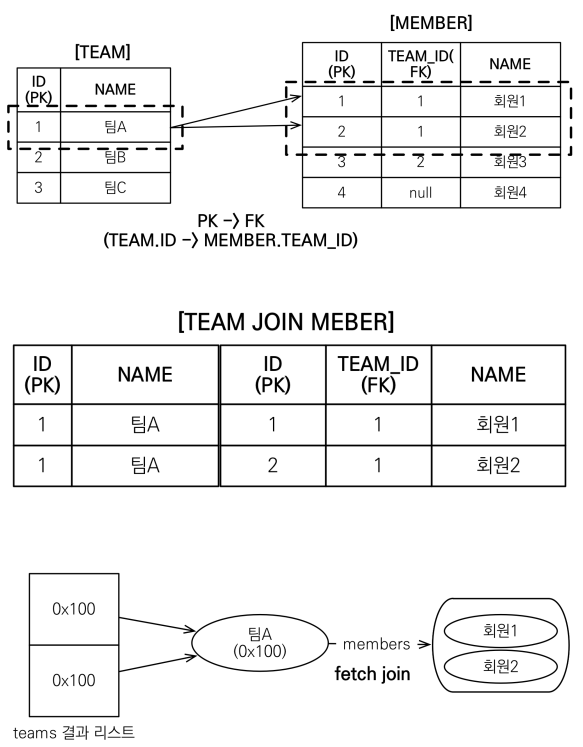 [TEAM]
ID (PK) NAME
1 팀A
2 팀B
3 팀C
[MEMBER]
ID (PK) TEAM_ID( FK) NAME
1 1 회원1
2 1 회원2
3 2 회원3
4 null 회원4
PK -> FK
(TEAM.ID -> MEMBER.TEAM_ID)
[TEAM JOIN MEBER]
ID (PK) NAME ID (PK) TEAM_ID (FK) NAME
1 팀A 1 1 회원1
1 팀A 2 1 회원2
0x100
0x100
teams 결과 리스트
팀A
(0x100)
members
fetch join
회원1
회원2